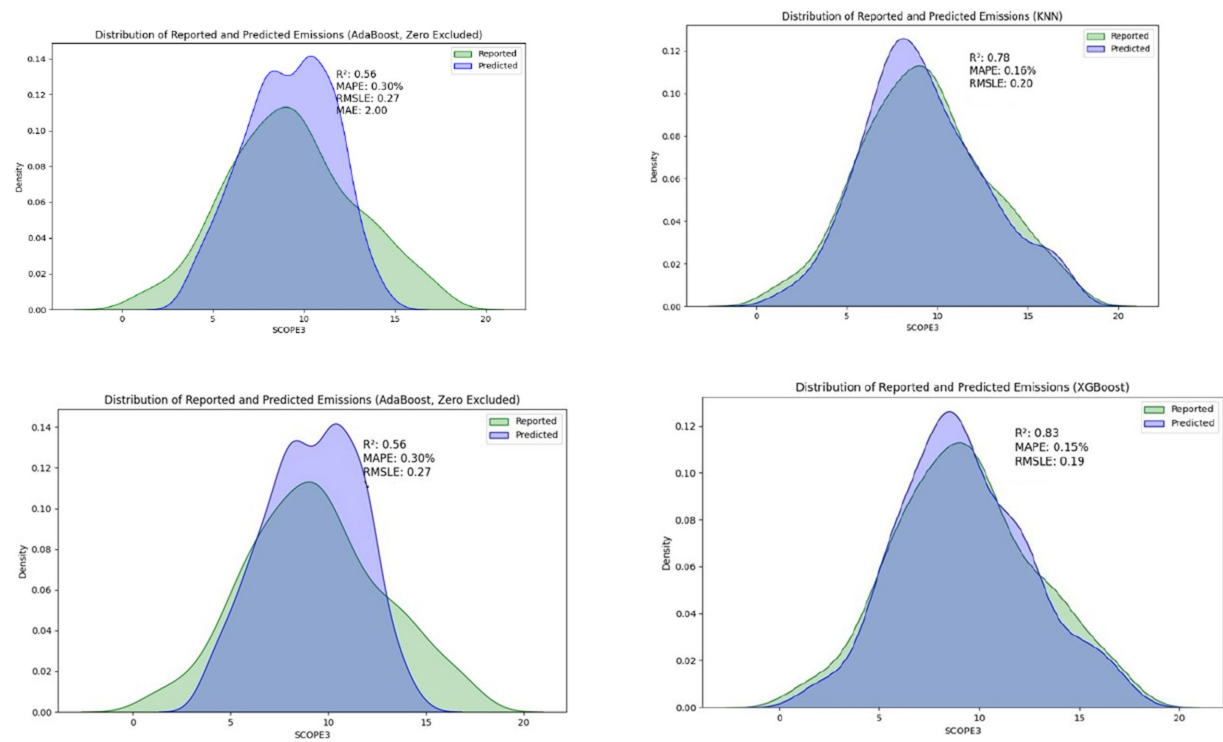 Distribution of Reported and Predicted Emissions (AdaBoost, Zero Excluded)
Reported
Predicted
R²: 0.56
MAPE: 0.30%
RMSLE: 0.27
MAE: 2.00
Density
0.14
0.12
0.10
0.08
0.06
0.04
0.02
0.00
0 5 10 15 20
SCOPE3
Distribution of Reported and Predicted Emissions (KNN)
Reported
Predicted
R²: 0.78
MAPE: 0.16%
RMSLE: 0.20
Density
0.12
0.10
0.08
0.06
0.04
0.02
0.00
0 5 10 15 20
SCOPE3
Distribution of Reported and Predicted Emissions (AdaBoost, Zero Excluded)
Reported
Predicted
R²: 0.56
MAPE: 0.30%
RMSLE: 0.27
Density
0.14
0.12
0.10
0.08
0.06
0.04
0.02
0.00
0 5 10 15 20
SCOPE3
Distribution of Reported and Predicted Emissions (XGBoost)
Reported
Predicted
R²: 0.83
MAPE: 0.15%
RMSLE: 0.19
Density
0.12
0.10
0.08
0.06
0.04
0.02
0.00
0 5 10 15 20
SCOPE3